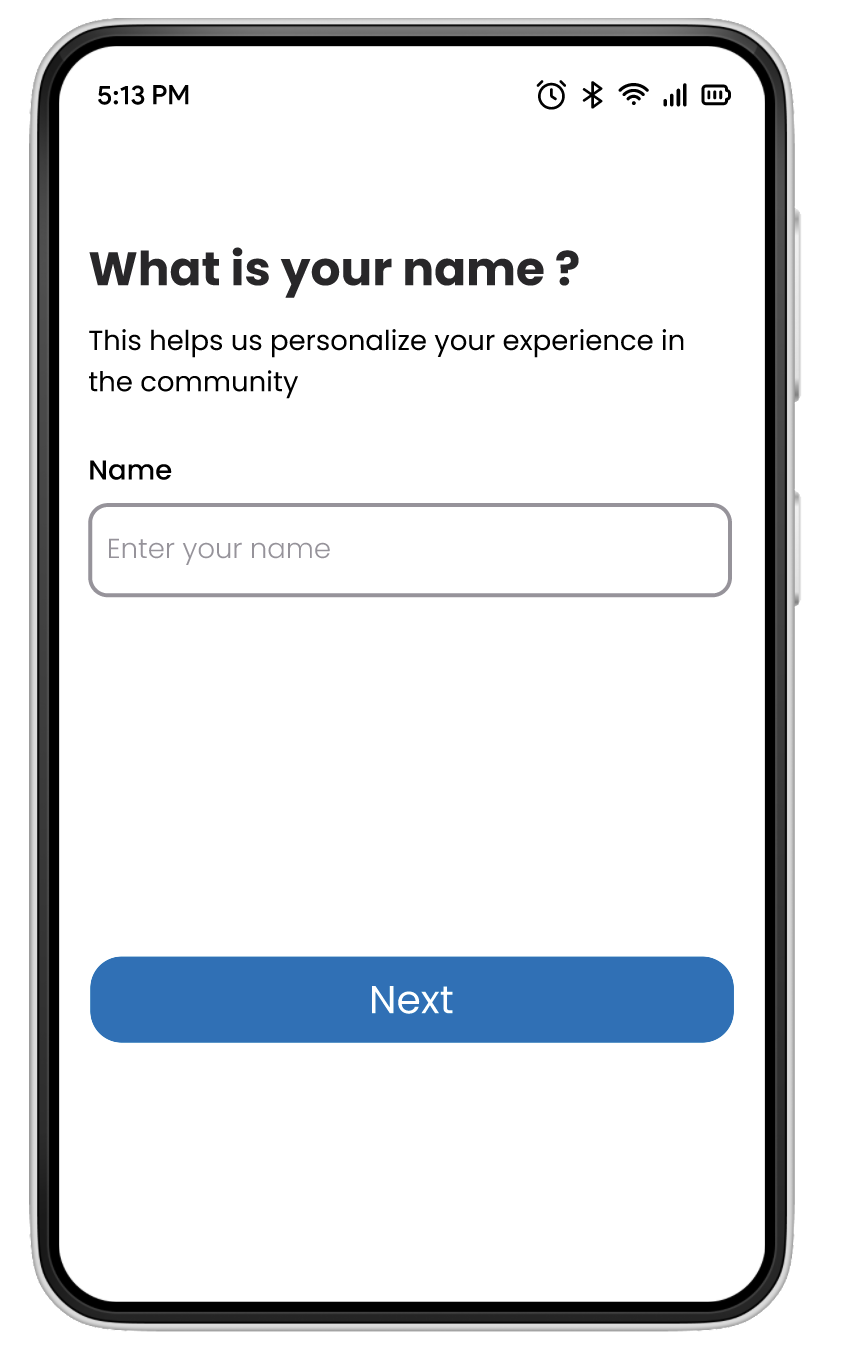 5:13 PM
What is your name ?
This helps us personalize your experience in
the community
Name
Enter your name
Next